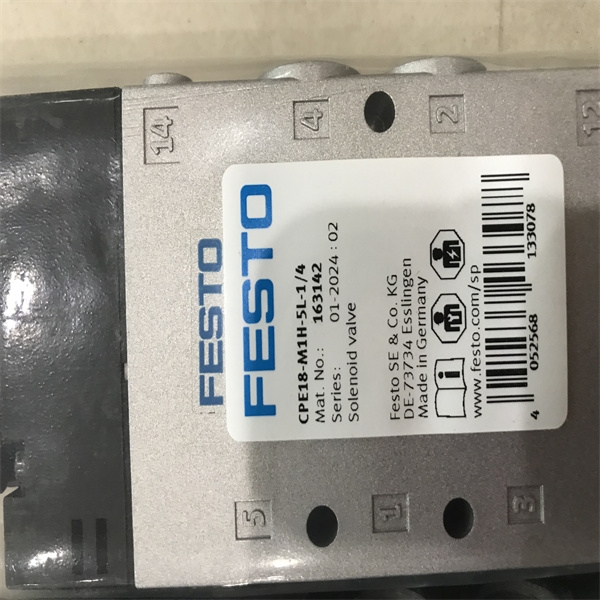 14
4
2
12
FESTO
FESTO
CPE18-M1H-5L-1/4
Mat. No.: 163142
Series: 01-2024 : 02
Solenoid valve
Festo SE & Co. KG
DE-73734 Esslingen
Made in Germany
www.festo.com/sp
4 052568 133078
5
1
3